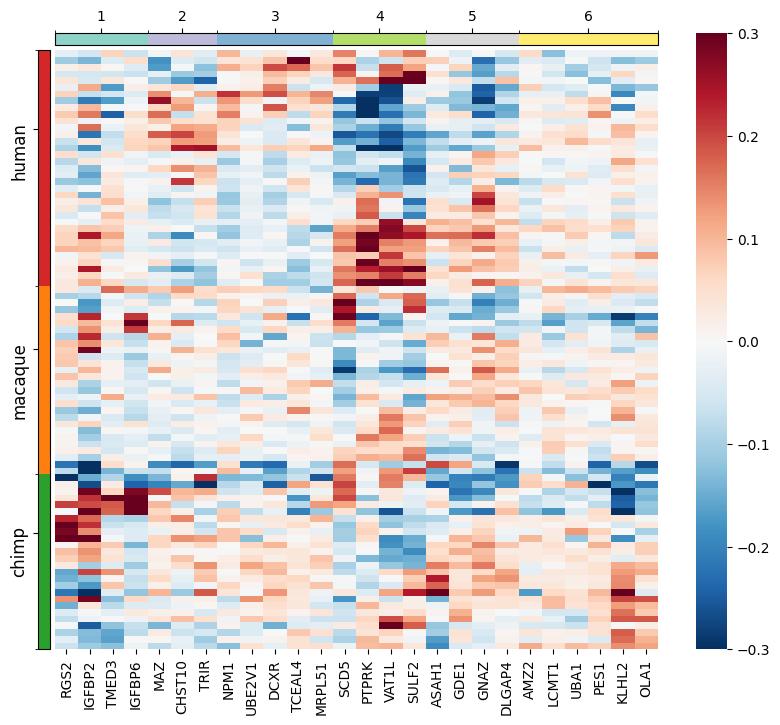 1 2 3 4 5 6
human
macaque
chimp
0.3
0.2
0.1
0.0
−0.1
−0.2
−0.3
RGS2
IGFBP2
TMED3
IGFBP6
MAZ
CHST10
TRIR
NPM1
UBE2V1
DCXR
TCEAL4
MRPL51
SCD5
PTPRK
VAT1L
SULF2
ASAH1
GDE1
GNAZ
DLGAP4
AMZ2
LCMT1
UBA1
PES1
KLHL2
OLA1